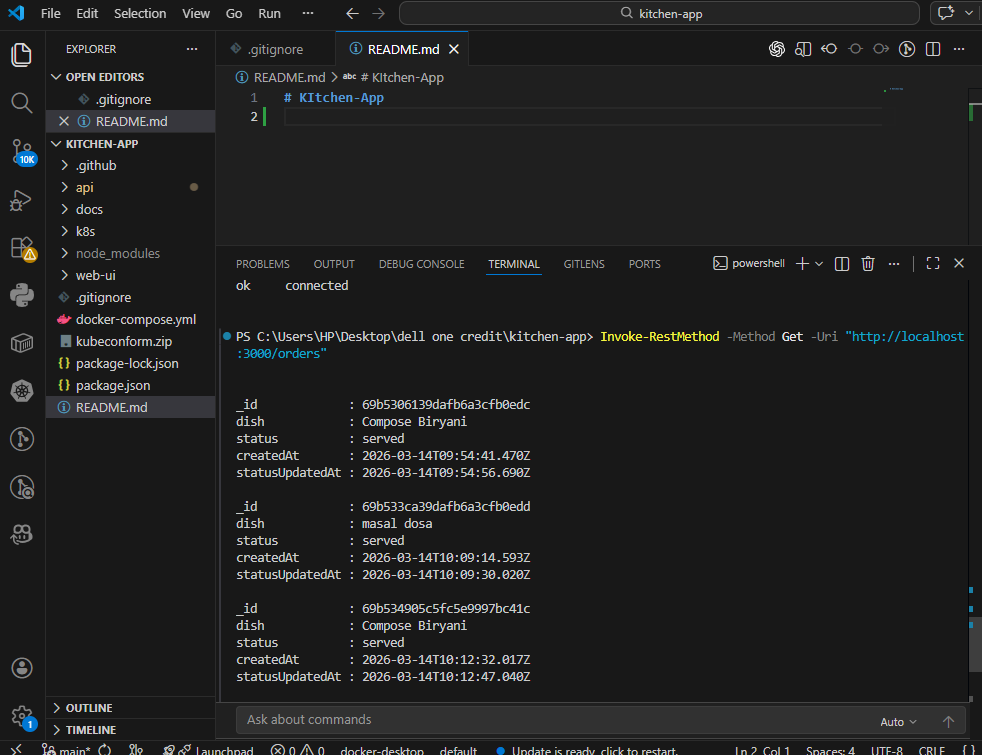 File Edit Selection View Go Run ··· kitchen-app
EXPLORER ···
OPEN EDITORS
.gitignore
README.md
KITCHEN-APP
.github
api
docs
k8s
node_modules
web-ui
.gitignore
docker-compose.yml
kubeconform.zip
package-lock.json
package.json
README.md
OUTLINE
TIMELINE
10K
1
.gitignore README.md
README.md > abc # KItchen-App
1 # KItchen-App
2
PROBLEMS OUTPUT DEBUG CONSOLE TERMINAL GITLENS PORTS powershell
ok connected
PS C:\Users\HP\Desktop\dell one credit\kitchen-app> Invoke-RestMethod -Method Get -Uri "http://localhost
:3000/orders"
_id : 69b5306139dafb6a3cfb0edc
dish : Compose Biryani
status : served
createdAt : 2026-03-14T09:54:41.470Z
statusUpdatedAt : 2026-03-14T09:54:56.690Z
_id : 69b533ca39dafb6a3cfb0edd
dish : masal dosa
status : served
createdAt : 2026-03-14T10:09:14.593Z
statusUpdatedAt : 2026-03-14T10:09:30.020Z
_id : 69b534905c5fc5e9997bc41c
dish : Compose Biryani
status : served
createdAt : 2026-03-14T10:12:32.017Z
statusUpdatedAt : 2026-03-14T10:12:47.040Z
Ask about commands Auto
main* Launchpad 0 0 docker-desktop default Update is ready, click to restart. Ln 2, Col 1 Spaces: 4 UTF-8 CRLF { }